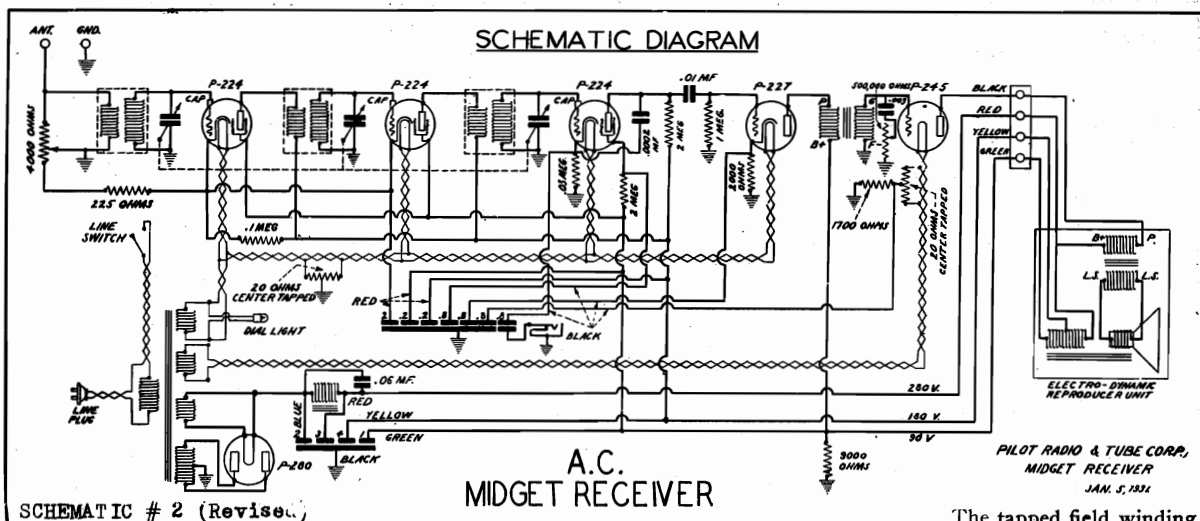 SCHEMATIC DIAGRAM
ANT. GND.
P-224
P-224
P-224
.01 MF
P-227
500,000 OHMS
P-245
BLACK
RED
YELLOW
GREEN
CAP
CAP
CAP
4000 OHMS
.002 MF
2 MEG
1 MEG.
P
B+
G
F-
.003
225 OHMS
.1 MEG
.05 MEG.
2 MEG
2000 OHMS
1700 OHMS
20 OHMS
CENTER TAPPED
LINE SWITCH
20 OHMS
CENTER TAPPED
RED
BLACK
DIAL LIGHT
B+ P.
L.S. L.S.
ELECTRO-DYNAMIC
REPRODUCER UNIT
LINE PLUG
.06 MF.
RED
BLUE
YELLOW
GREEN
BLACK
P-280
280 V.
160 V.
90 V
9000 OHMS
A.C.
MIDGET RECEIVER
PILOT RADIO & TUBE CORP.,
MIDGET RECEIVER
JAN. 5, 1931
SCHEMATIC # 2 (Revised)
The tapped field winding